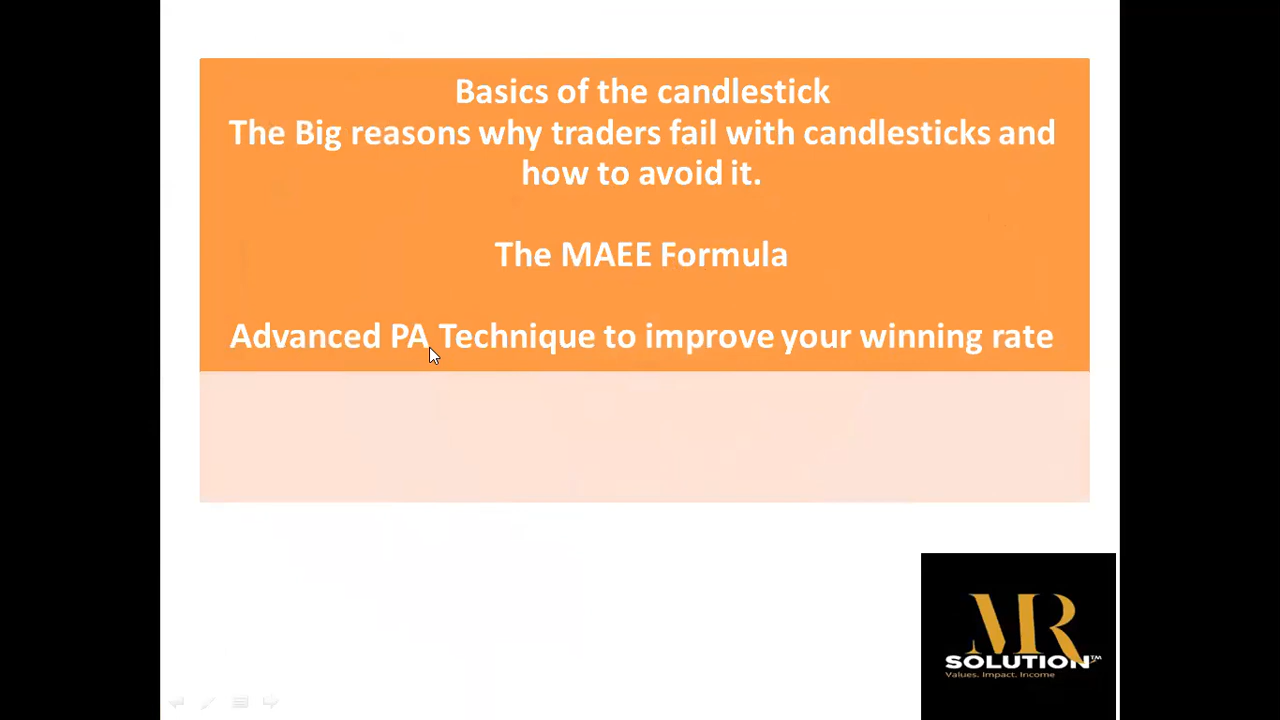 Basics of the candlestick
The Big reasons why traders fail with candlesticks and
how to avoid it.
The MAEE Formula
Advanced PA Technique to improve your winning rate
MR
SOLUTION™
Values. Impact. Income